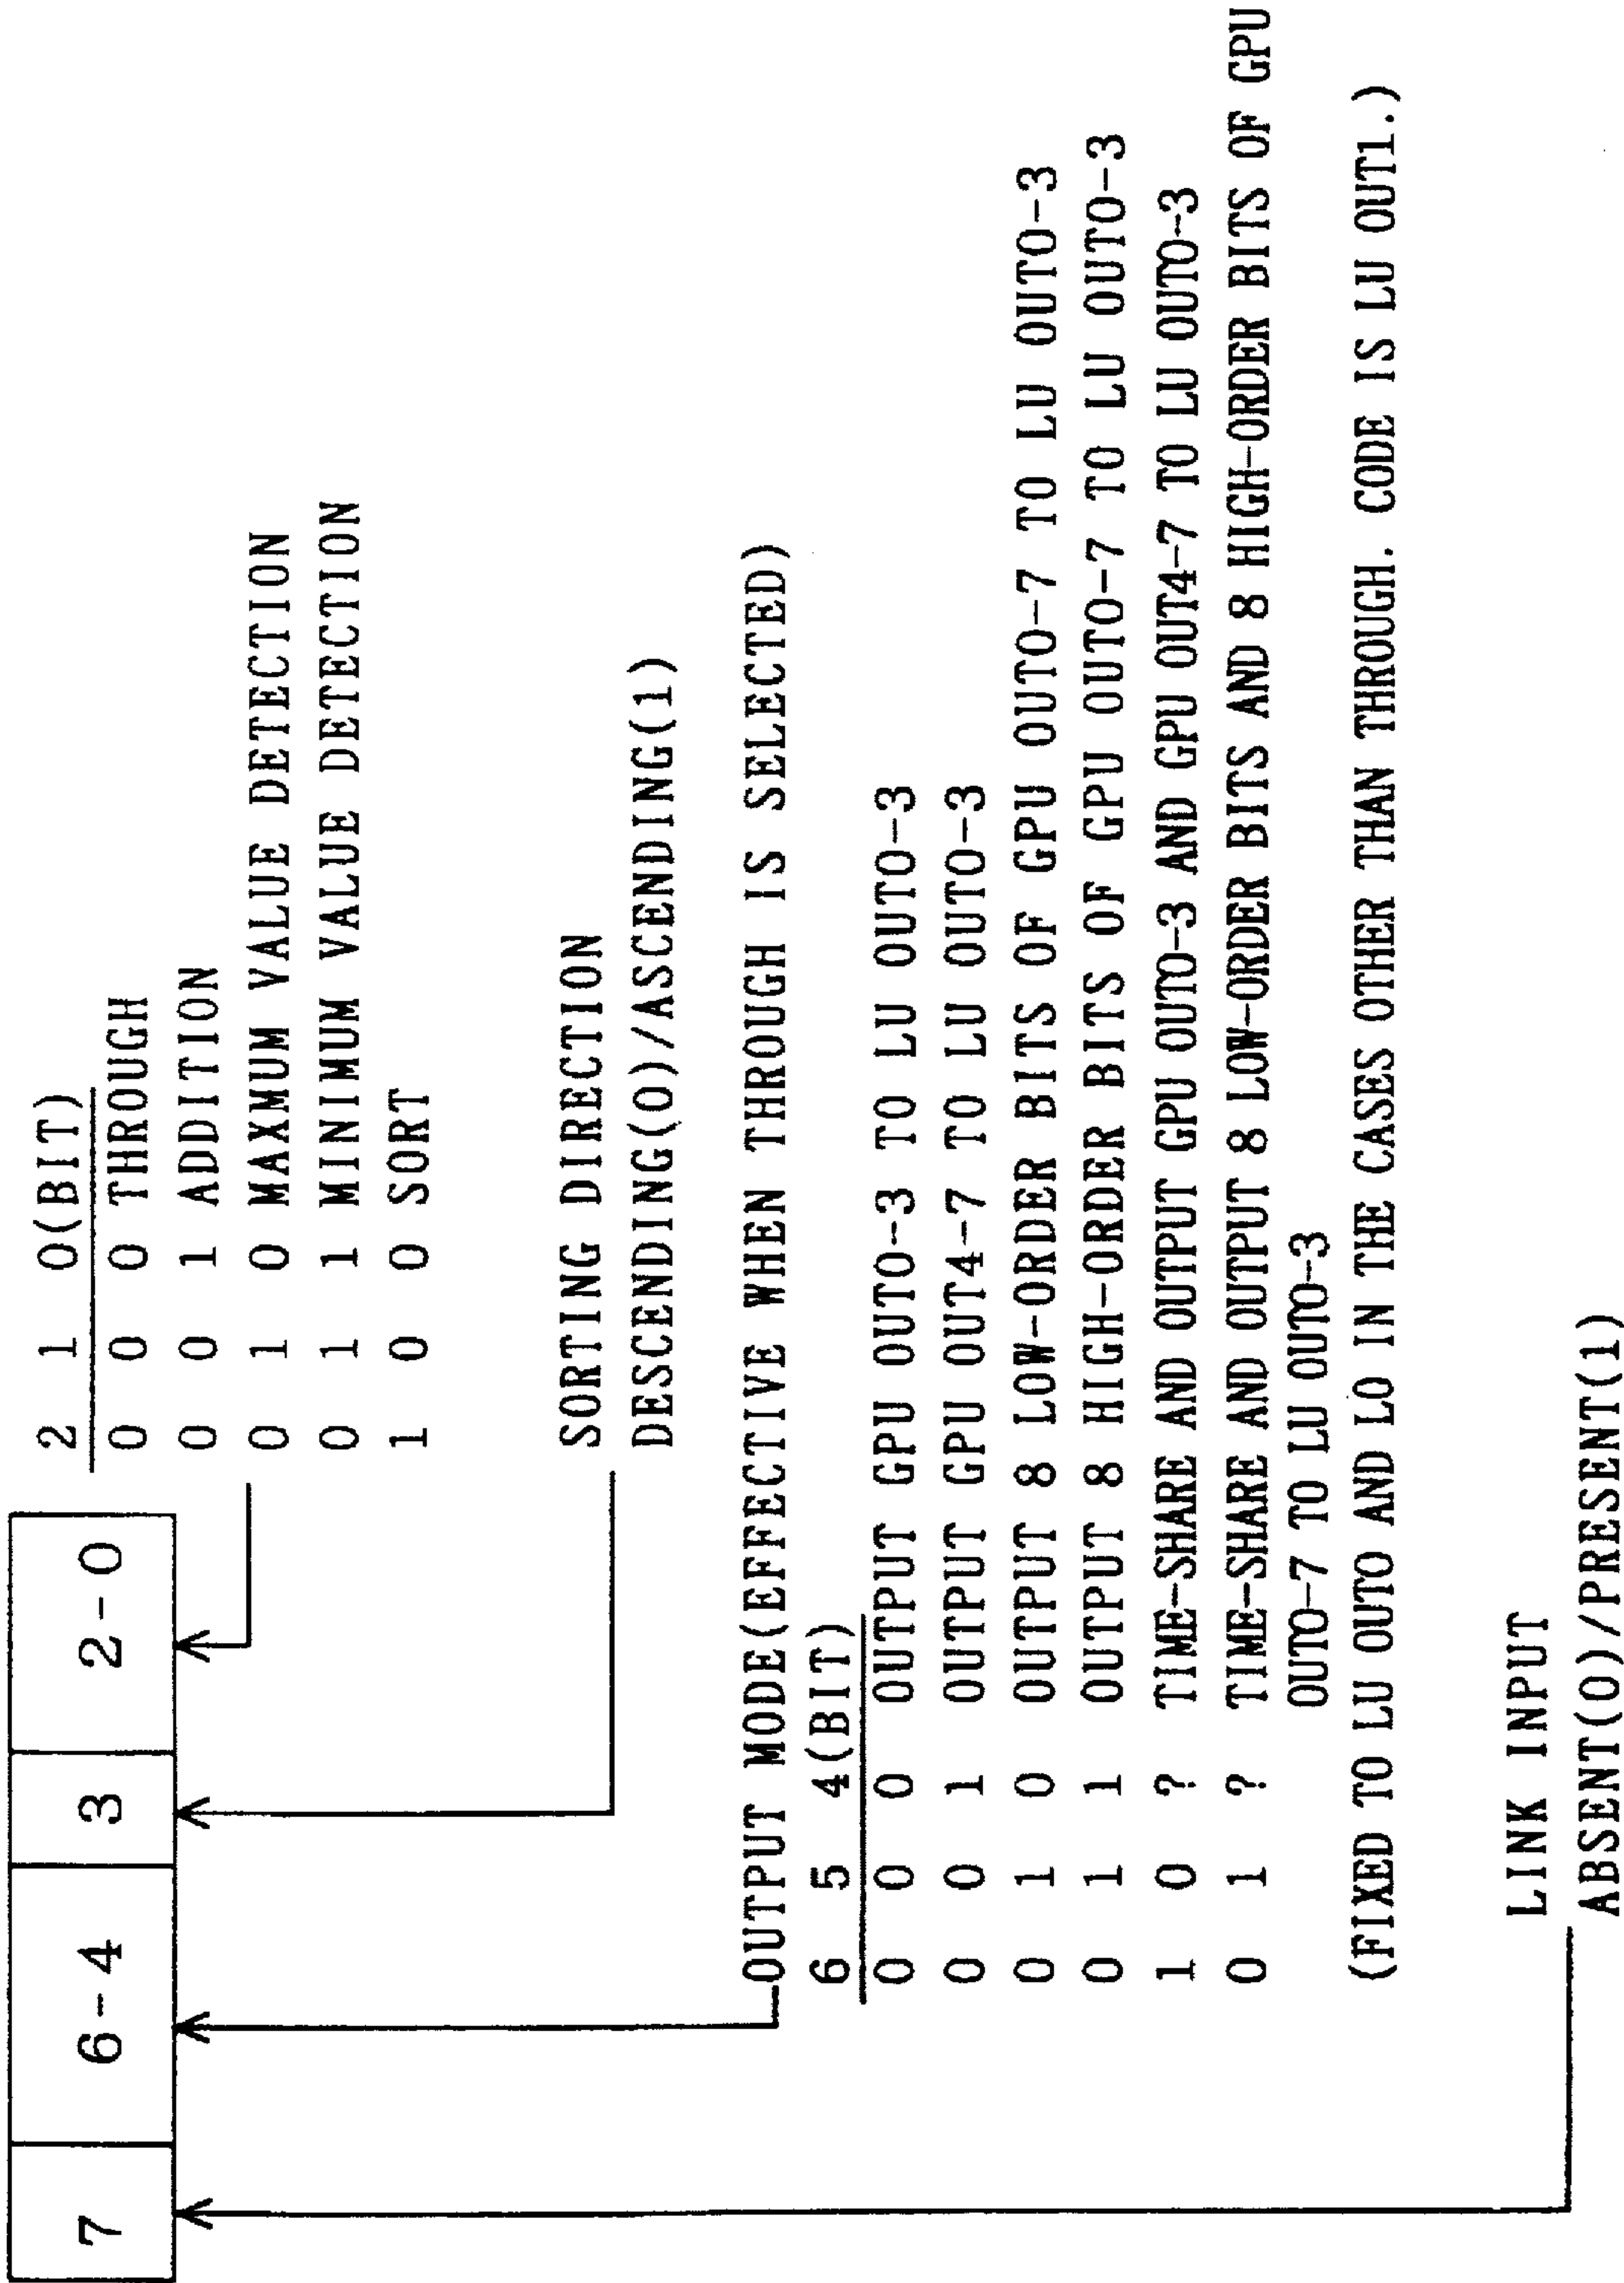 7 6-4 3 2-0
2 1 0(BIT)
0 0 0 THROUGH
0 0 1 ADDITION
0 1 0 MAXMUM VALUE DETECTION
0 1 1 MINIMUM VALUE DETECTION
1 0 0 SORT
SORTING DIRECTION
DESCENDING(0)/ASCENDING(1)
OUTPUT MODE(EFFECTIVE WHEN THROUGH IS SELECTED)
6 5 4(BIT)
0 0 0 OUTPUT GPU OUT0-3 TO LU OUT0-3
0 0 1 OUTPUT GPU OUT4-7 TO LU OUT0-3
0 1 0 OUTPUT 8 LOW-ORDER BITS OF GPU OUT0-7 TO LU OUT0-3
0 1 1 OUTPUT 8 HIGH-ORDER BITS OF GPU OUT0-7 TO LU OUT0-3
1 0 ? TIME-SHARE AND OUTPUT GPU OUT0-3 AND GPU OUT4-7 TO LU OUT0-3
0 1 ? TIME-SHARE AND OUTPUT 8 LOW-ORDER BITS AND 8 HIGH-ORDER BITS OF GPU
OUT0-7 TO LU OUT0-3
(FIXED TO LU OUT0 AND L0 IN THE CASES OTHER THAN THROUGH. CODE IS LU OUT1.)
LINK INPUT
ABSENT(0)/PRESENT(1)